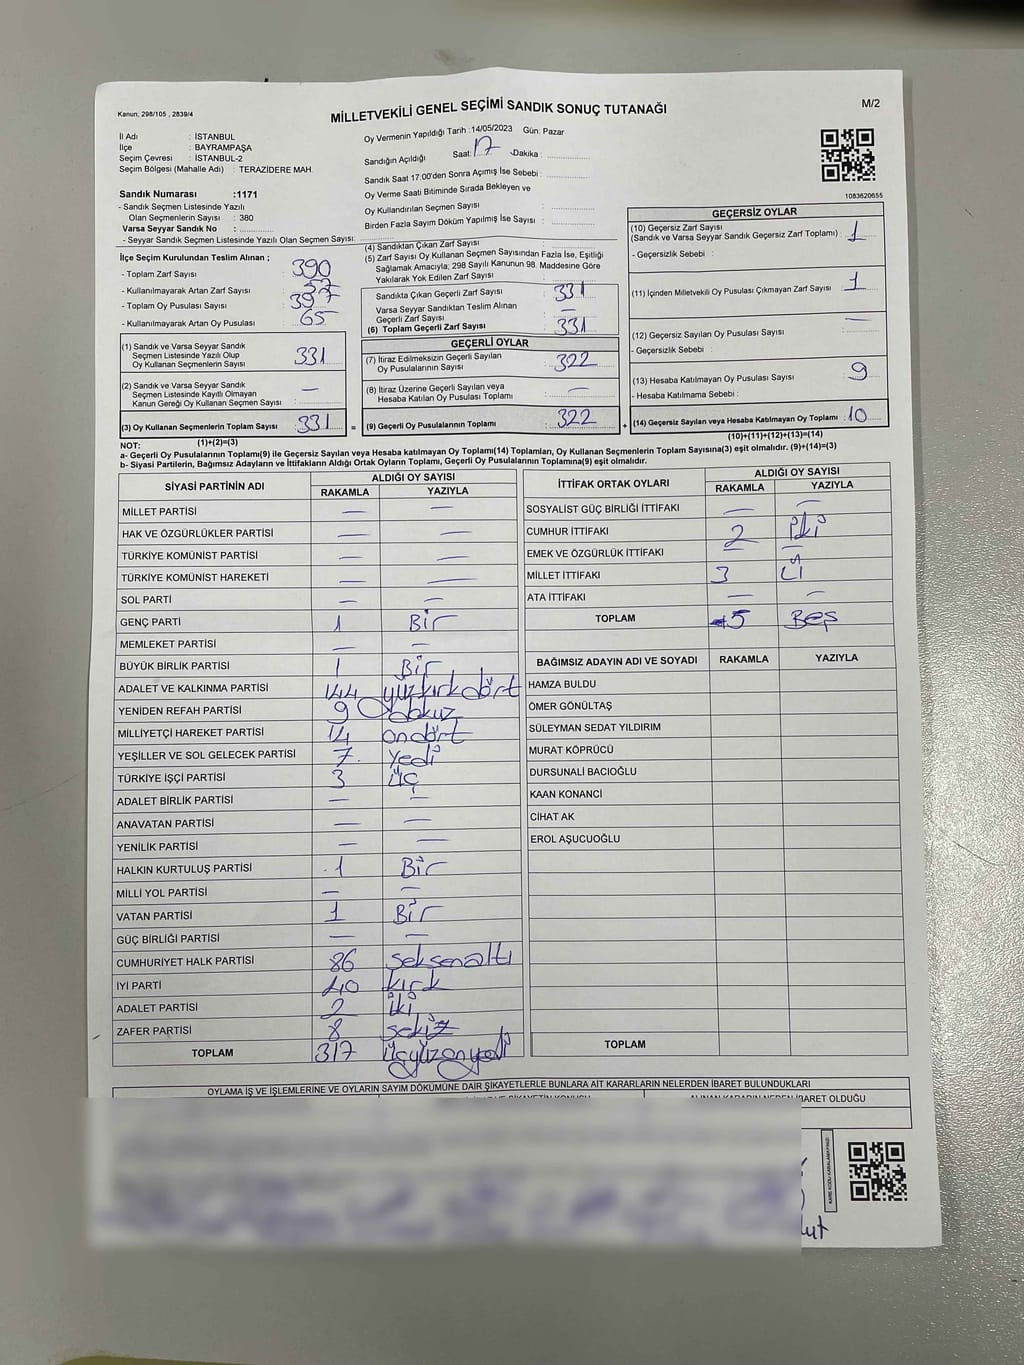 Kanun: 298/105 , 2839/4
MİLLETVEKİLİ GENEL SEÇİMİ SANDIK SONUÇ TUTANAĞI
M/2
İl Adı : İSTANBUL
İlçe : BAYRAMPAŞA
Seçim Çevresi : İSTANBUL-2
Seçim Bölgesi (Mahalle Adı) : TERAZİDERE MAH.
Sandık Numarası :1171
- Sandık Seçmen Listesinde Yazılı
Olan Seçmenlerin Sayısı : 380
Varsa Seyyar Sandık No :
- Seyyar Sandık Seçmen Listesinde Yazılı Olan Seçmen Sayısı:
Oy Vermenin Yapıldığı Tarih :14/05/2023 Gün: Pazar
Sandığın Açıldığı Saat: 17 Dakika :
Sandık Saat 17:00'den Sonra Açımış İse Sebebi :
Oy Verme Saati Bitiminde Sırada Bekleyen ve
Oy Kullandırılan Seçmen Sayısı :
Birden Fazla Sayım Döküm Yapılmış İse Sayısı :
1083620655
İlçe Seçim Kurulundan Teslim Alınan ;
- Toplam Zarf Sayısı : 390
- Kullanılmayarak Artan Zarf Sayısı :
- Toplam Oy Pusulası Sayısı : 397
- Kullanılmayarak Artan Oy Pusulası : 65
(1) Sandık ve Varsa Seyyar Sandık
Seçmen Listesinde Yazılı Olup
Oy Kullanan Seçmenlerin Sayısı : 331
(2) Sandık ve Varsa Seyyar Sandık
Seçmen Listesinde Kayıtlı Olmayan
Kanun Gereği Oy Kullanan Seçmen Sayısı : —
(3) Oy Kullanan Seçmenlerin Toplam Sayısı : 331 =
(1)+(2)=(3)
(4) Sandıktan Çıkan Zarf Sayısı :
(5) Zarf Sayısı Oy Kullanan Seçmen Sayısından Fazla İse, Eşitliği
Sağlamak Amacıyla; 298 Sayılı Kanunun 98. Maddesine Göre
Yakılarak Yok Edilen Zarf Sayısı :
Sandıkta Çıkan Geçerli Zarf Sayısı : 331
Varsa Seyyar Sandıktan Teslim Alınan
Geçerli Zarf Sayısı : —
(6) Toplam Geçerli Zarf Sayısı : 331
GEÇERLİ OYLAR
(7) İtiraz Edilmeksizin Geçerli Sayılan
Oy Pusulalarının Sayısı : 322
(8) İtiraz Üzerine Geçerli Sayılan veya
Hesaba Katılan Oy Pusulası Toplamı : —
(9) Geçerli Oy Pusulalarının Toplamı : 322 +
GEÇERSİZ OYLAR
(10) Geçersiz Zarf Sayısı
(Sandık ve Varsa Seyyar Sandık Geçersiz Zarf Toplamı) : 1
- Geçersizlik Sebebi :
(11) İçinden Milletvekili Oy Pusulası Çıkmayan Zarf Sayısı : 1
(12) Geçersiz Sayılan Oy Pusulası Sayısı : —
- Geçersizlik Sebebi :
(13) Hesaba Katılmayan Oy Pusulası Sayısı : 9
- Hesaba Katılmama Sebebi :
(14) Geçersiz Sayılan veya Hesaba Katılmayan Oy Toplamı : 10
(10)+(11)+(12)+(13)=(14)
NOT:
a- Geçerli Oy Pusulasının Toplamı(9) ile Geçersiz Sayılan veya Hesaba katılmayan Oy Toplamı(14) Toplamları, Oy Kullanan Seçmenlerin Toplam Sayısına(3) eşit olmalıdır. (9)+(14)=(3)
b- Siyasi Partilerin, Bağımsız Adayların ve İttifakların Aldığı Ortak Oyların Toplamı, Geçerli Oy Pusulasının Toplamına(9) eşit olmalıdır.
SİYASİ PARTİNİN ADI ALDIĞI OY SAYISI
RAKAMLA YAZIYLA
MİLLET PARTİSİ — —
HAK VE ÖZGÜRLÜKLER PARTİSİ — —
TÜRKİYE KOMÜNİST PARTİSİ — —
TÜRKİYE KOMÜNİST HAREKETİ — —
SOL PARTİ — —
GENÇ PARTİ 1 Bir
MEMLEKET PARTİSİ — —
BÜYÜK BİRLİK PARTİSİ 1 Bir
ADALET VE KALKINMA PARTİSİ 144 yüzkırkdört
YENİDEN REFAH PARTİSİ 9 dokuz
MİLLİYETÇİ HAREKET PARTİSİ 14 ondört
YEŞİLLER VE SOL GELECEK PARTİSİ 7 Yedi
TÜRKİYE İŞÇİ PARTİSİ 3 üç
ADALET BİRLİK PARTİSİ — —
ANAVATAN PARTİSİ — —
YENİLİK PARTİSİ — —
HALKIN KURTULUŞ PARTİSİ 1 Bir
MİLLİ YOL PARTİSİ — —
VATAN PARTİSİ 1 Bir
GÜÇ BİRLİĞİ PARTİSİ — —
CUMHURİYET HALK PARTİSİ 86 seksenaltı
İYİ PARTİ 40 kırk
ADALET PARTİSİ 2 iki
ZAFER PARTİSİ 8 sekiz
TOPLAM 317 üçyüzonyedi
İTTİFAK ORTAK OYLARI ALDIĞI OY SAYISI
RAKAMLA YAZIYLA
SOSYALİST GÜÇ BİRLİĞİ İTTİFAKI — —
CUMHUR İTTİFAKI 2 iki
EMEK VE ÖZGÜRLÜK İTTİFAKI — —
MİLLET İTTİFAKI 3
ATA İTTİFAKI — —
TOPLAM 5 Beş
BAĞIMSIZ ADAYIN ADI VE SOYADI RAKAMLA YAZIYLA
HAMZA BULDU
ÖMER GÖNÜLTAŞ
SÜLEYMAN SEDAT YILDIRIM
MURAT KÖPRÜCÜ
DURSUNALİ BACIOĞLU
KAAN KONANCİ
CİHAT AK
EROL AŞUCUOĞLU
TOPLAM
OYLAMA İŞ VE İŞLEMLERİNE VE OYLARIN SAYIM DÖKÜMÜNE DAİR ŞİKAYETLERLE BUNLARA AİT KARARLARIN NELERDEN İBARET BULUNDUKLARI